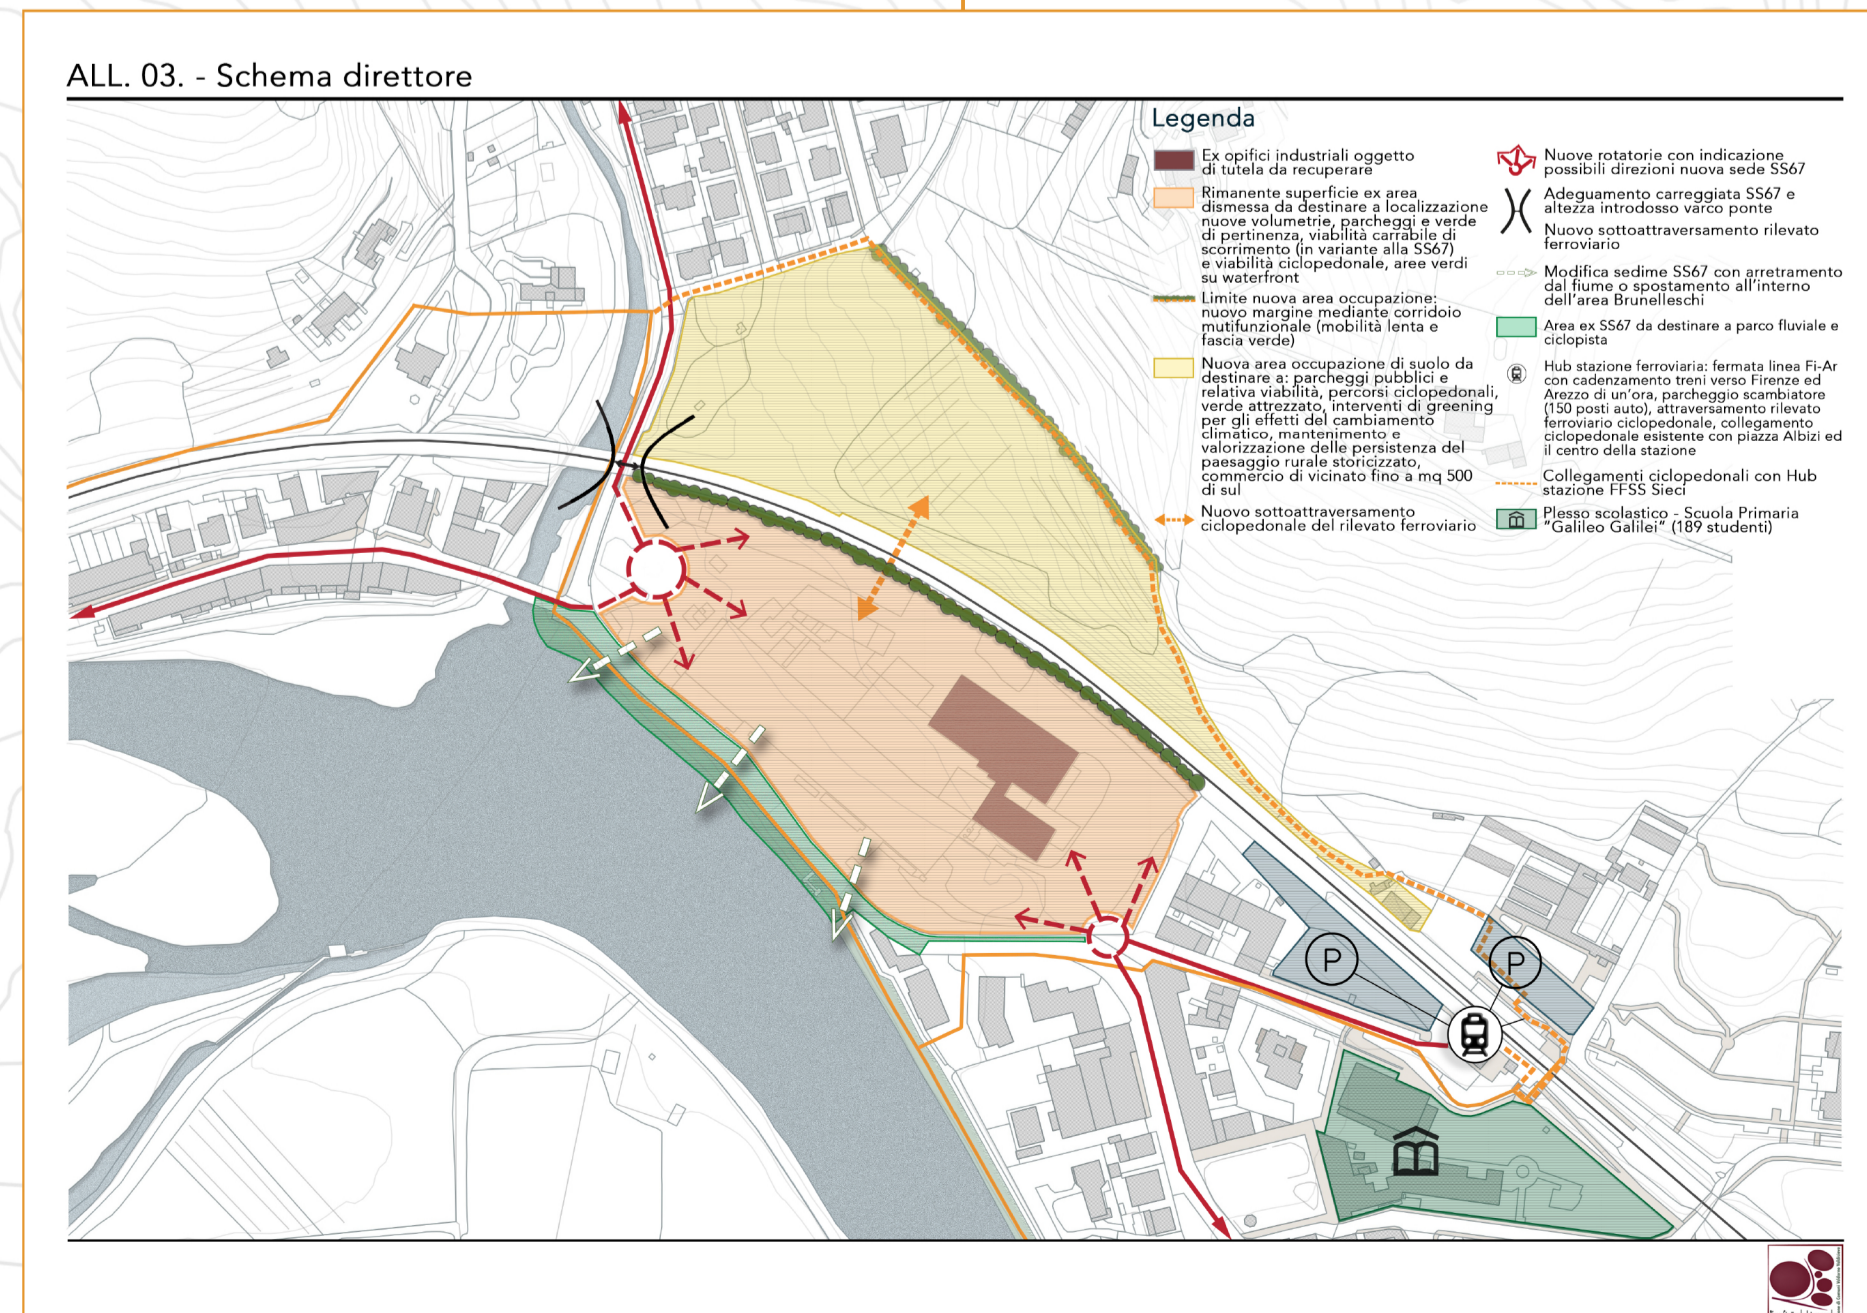 ALL. 03. - Schema direttore
Legenda
Ex opifici industriali oggetto
di tutela da recuperare
Rimanente superficie ex area
dismessa da destinare a localizzazione
nuove volumetrie, parcheggi e verde
di pertinenza, viabilità carrabile di
scorrimento (in variante alla SS67)
e viabilità ciclopedonale, aree verdi
su waterfront
Limite nuova area occupazione:
nuovo margine mediante corridoio
mutifunzionale (mobilità lenta e
fascia verde)
Nuova area occupazione di suolo da
destinare a: parcheggi pubblici e
relativa viabilità, percorsi ciclopedonali,
verde attrezzato, interventi di greening
per gli effetti del cambiamento
climatico, mantenimento e
valorizzazione delle persistenza del
paesaggio rurale storicizzato,
commercio di vicinato fino a mq 500
di sul
Nuovo sottoattraversamento
ciclopedonale del rilevato ferroviario
Nuove rotatorie con indicazione
possibili direzioni nuova sede SS67
Adeguamento carreggiata SS67 e
altezza introdosso varco ponte
Nuovo sottoattraversamento rilevato
ferroviario
Modifica sedime SS67 con arretramento
dal fiume o spostamento all'interno
dell'area Brunelleschi
Area ex SS67 da destinare a parco fluviale e
ciclopista
Hub stazione ferroviaria: fermata linea Fi-Ar
con cadenzamento treni verso Firenze ed
Arezzo di un'ora, parcheggio scambiatore
(150 posti auto), attraversamento rilevato
ferroviario ciclopedonale, collegamento
ciclopedonale esistente con piazza Albizi ed
il centro della stazione
Collegamenti ciclopedonali con Hub
stazione FFSS Sieci
Plesso scolastico - Scuola Primaria
"Galileo Galilei" (189 studenti)
P
P